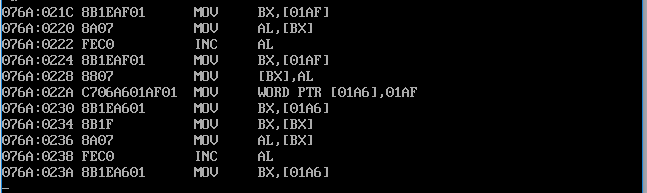 076A:021C 8B1EAF01 MOV BX,[01AF]
076A:0220 8A07 MOV AL,[BX]
076A:0222 FEC0 INC AL
076A:0224 8B1EAF01 MOV BX,[01AF]
076A:0228 8807 MOV [BX],AL
076A:022A C706A601AF01 MOV WORD PTR [01A6],01AF
076A:0230 8B1EA601 MOV BX,[01A6]
076A:0234 8B1F MOV BX,[BX]
076A:0236 8A07 MOV AL,[BX]
076A:0238 FEC0 INC AL
076A:023A 8B1EA601 MOV BX,[01A6]